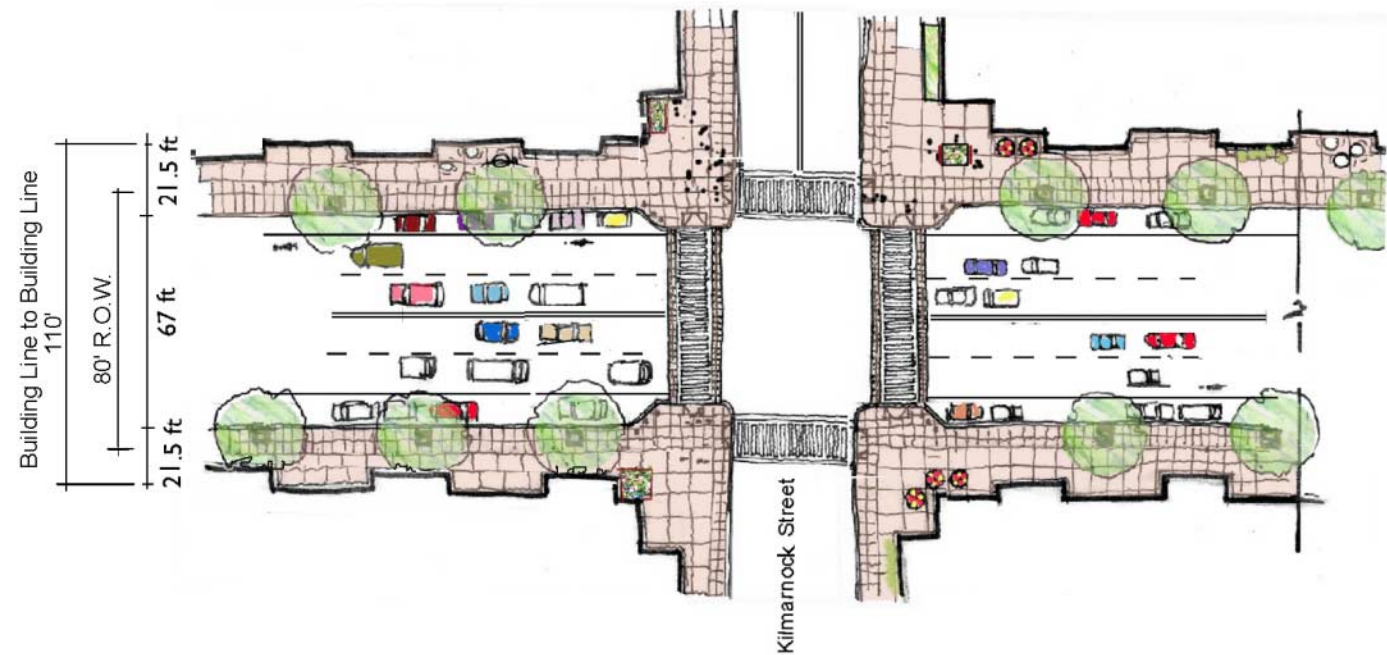 Building Line to Building Line
110'
80' R.O.W.
21.5 ft
67 ft
21.5 ft
Kilmarnock Street